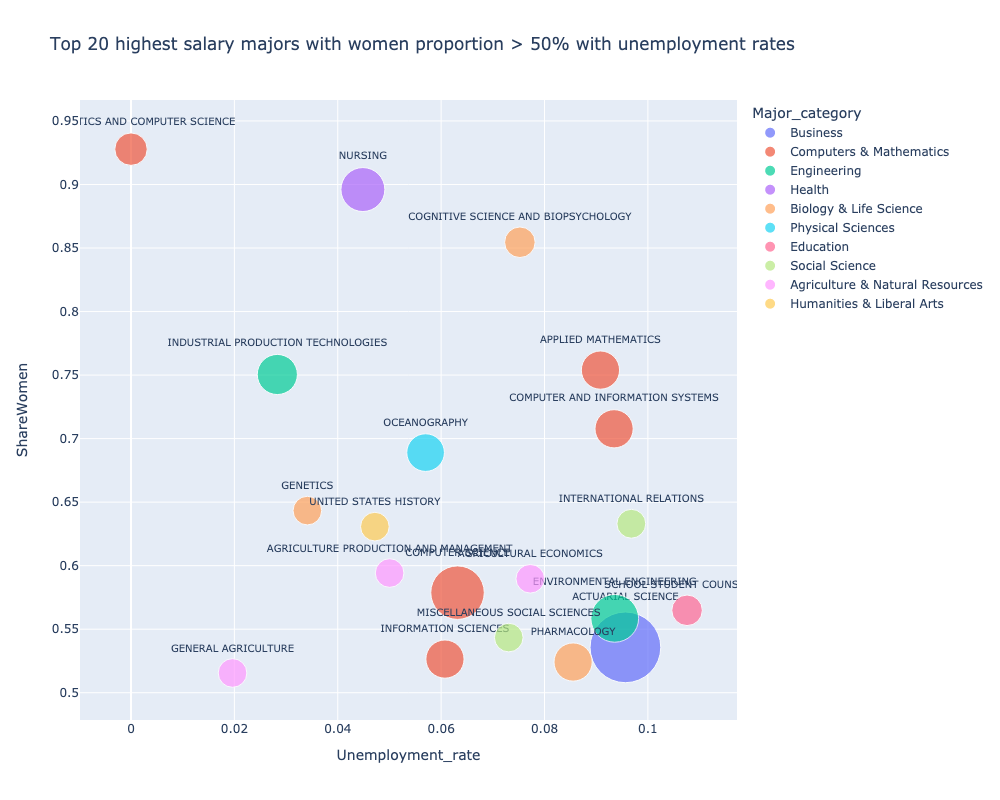 Top 20 highest salary majors with women proportion > 50% with unemployment rates
Major_category
Business
Computers & Mathematics
Engineering
Health
Biology & Life Science
Physical Sciences
Education
Social Science
Agriculture & Natural Resources
Humanities & Liberal Arts
ShareWomen
0.95
0.9
0.85
0.8
0.75
0.7
0.65
0.6
0.55
0.5
AND COMPUTER SCIENCE
NURSING
COGNITIVE SCIENCE AND BIOPSYCHOLOGY
APPLIED MATHEMATICS
INDUSTRIAL PRODUCTION TECHNOLOGIES
COMPUTER AND INFORMATION SYSTEMS
OCEANOGRAPHY
GENETICS
UNITED STATES HISTORY
INTERNATIONAL RELATIONS
AGRICULTURE PRODUCTION AND MANAGEMENT
COMPUTER SCIENCE
AGRICULTURAL ECONOMICS
ENVIRONMENTAL ENGINEERING
SCHOOL STUDENT COUNS
ACTUARIAL SCIENCE
MISCELLANEOUS SOCIAL SCIENCES
INFORMATION SCIENCES
PHARMACOLOGY
GENERAL AGRICULTURE
0
0.02
0.04
0.06
0.08
0.1
Unemployment_rate